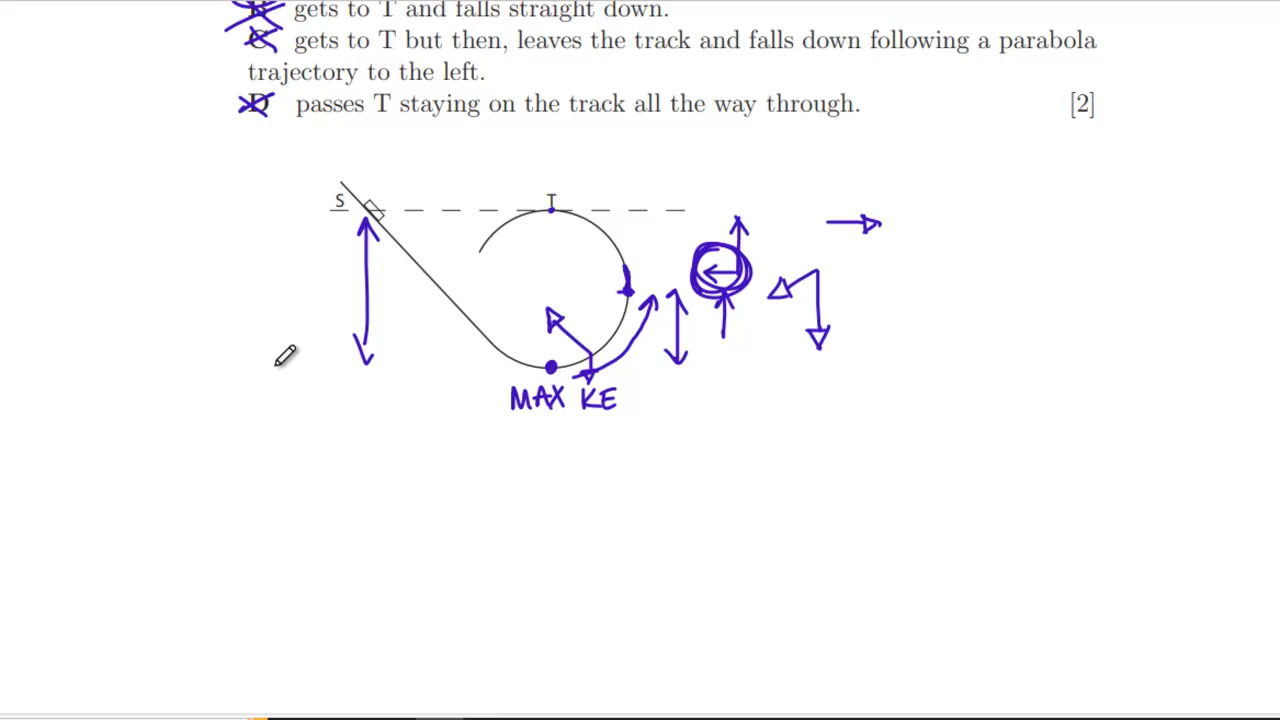 gets to T and falls straight down.
C gets to T but then, leaves the track and falls down following a parabola
trajectory to the left.
D passes T staying on the track all the way through. [2]
S T
MAX KE